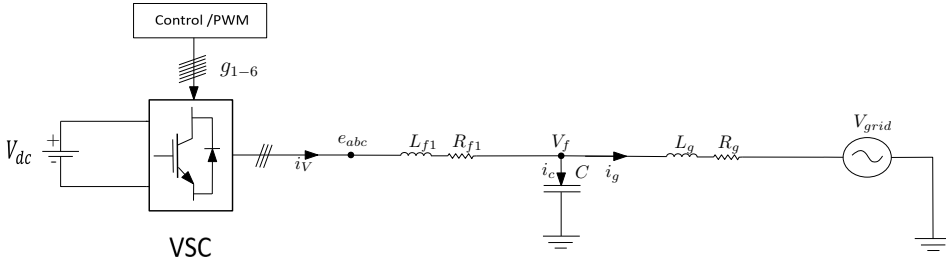 Control /PWM
g1−6
Vdc
+
eabc
iV
Lf1
Rf1
Vf
ic
C
ig
Lg
Rg
Vgrid
VSC